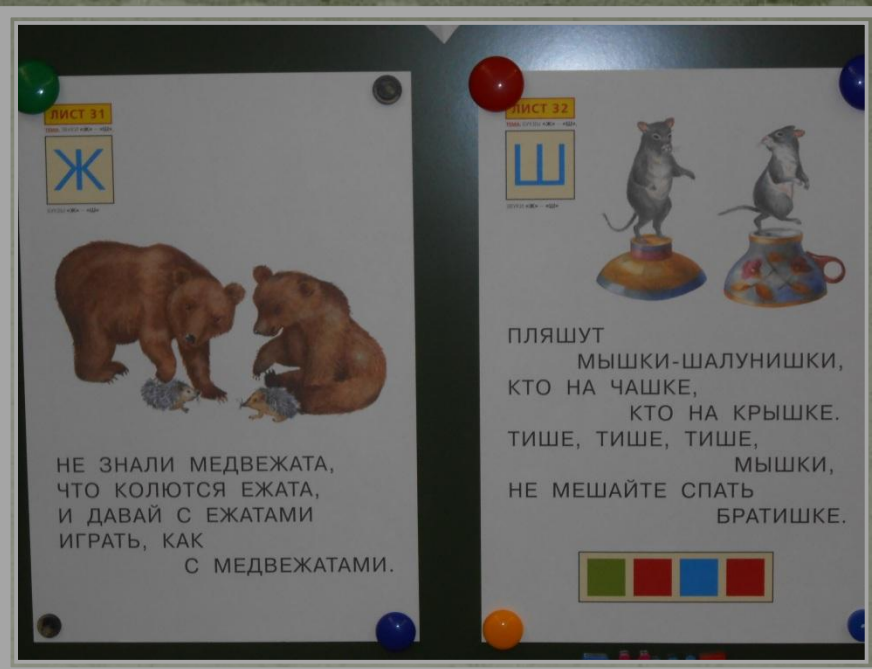 ЛИСТ 31
Ж
НЕ ЗНАЛИ МЕДВЕЖАТА,
ЧТО КОЛЮТСЯ ЕЖАТА,
И ДАВАЙ С ЕЖАТАМИ
ИГРАТЬ, КАК
С МЕДВЕЖАТАМИ.
ЛИСТ 32
Ш
ПЛЯШУТ
МЫШКИ-ШАЛУНИШКИ,
КТО НА ЧАШКЕ,
КТО НА КРЫШКЕ.
ТИШЕ, ТИШЕ, ТИШЕ,
МЫШКИ,
НЕ МЕШАЙТЕ СПАТЬ
БРАТИШКЕ.